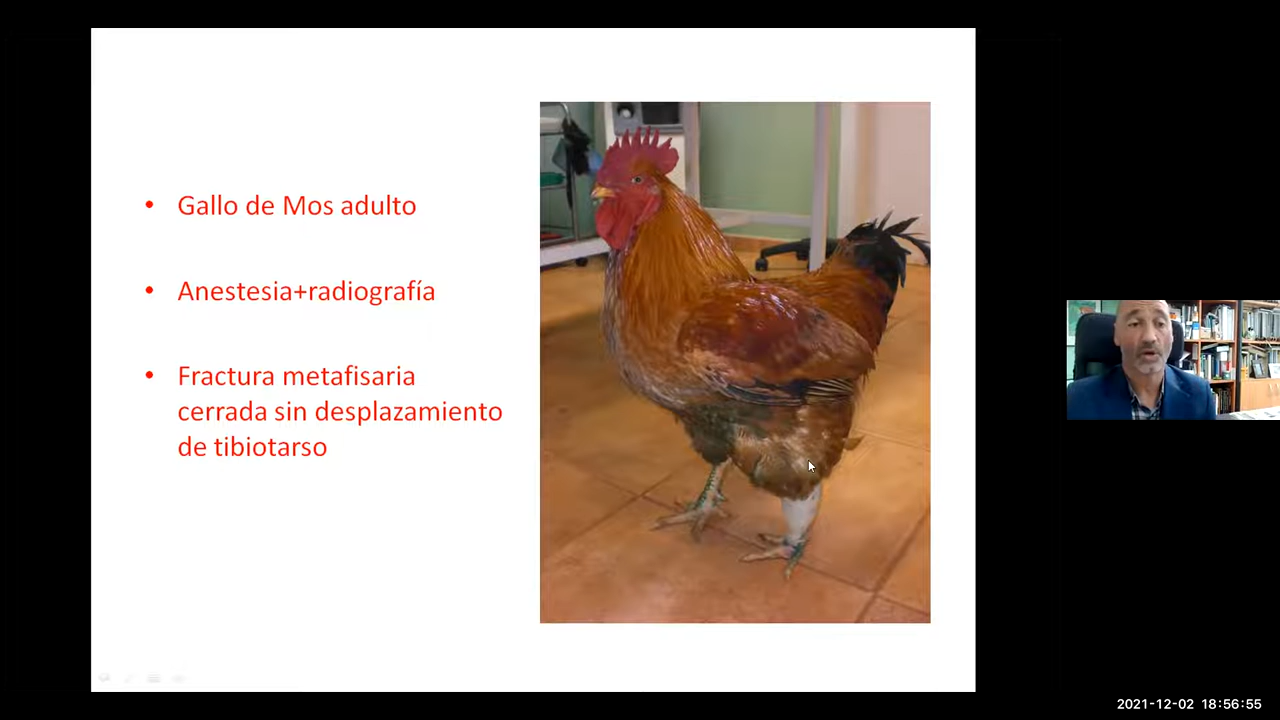 • Gallo de Mos adulto
• Anestesia+radiografía
• Fractura metafisaria
cerrada sin desplazamiento
de tibiotarso
2021-12-02 18:56:55